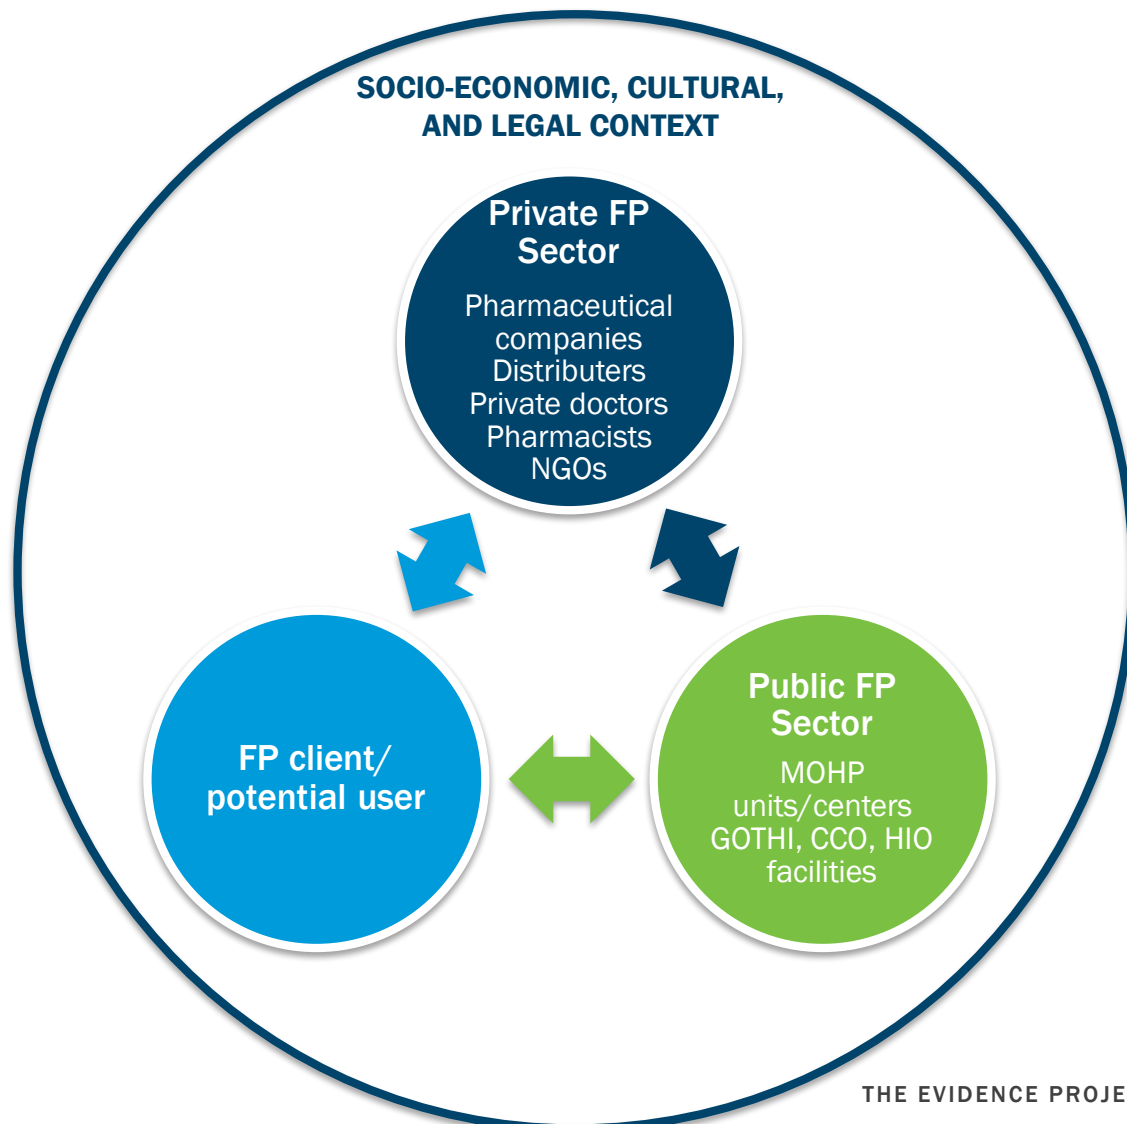 SOCIO-ECONOMIC, CULTURAL,
AND LEGAL CONTEXT
Private FP
Sector
Pharmaceutical
companies
Distributers
Private doctors
Pharmacists
NGOs
FP client/
potential user
Public FP
Sector
MOHP
units/centers
GOTHI, CCO, HIO
facilities
THE EVIDENCE PROJE